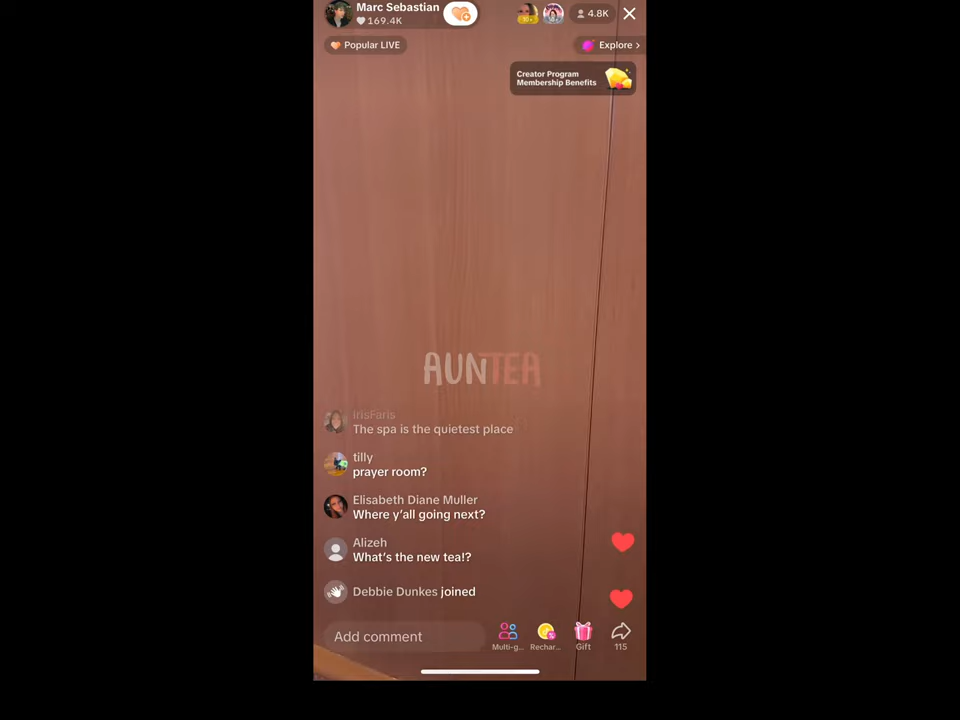 Marc Sebastian
169.4K
4.8K
Popular LIVE
Explore >
Creator Program
Membership Benefits
AUNTEA
IrisFaris
The spa is the quietest place
tilly
prayer room?
Elisabeth Diane Muller
Where y'all going next?
Alizeh
What's the new tea!?
Debbie Dunkes joined
Add comment
Multi-g...
Rechar...
Gift
115